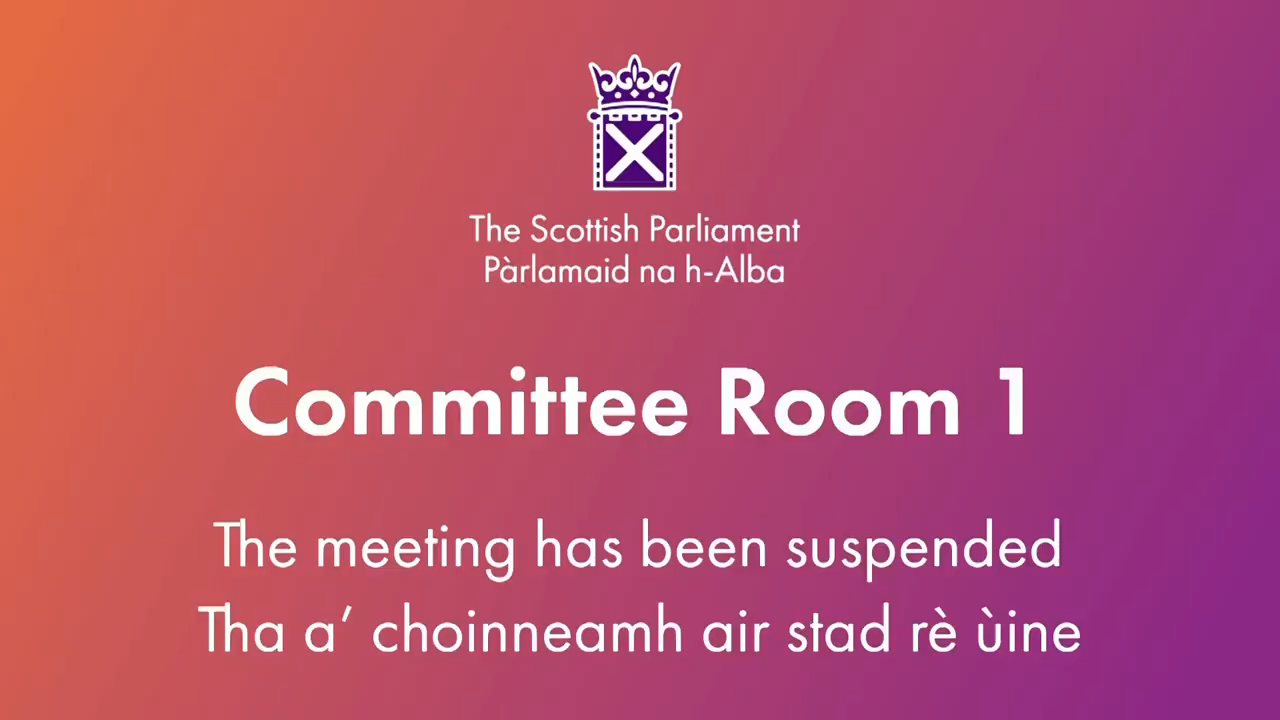 The Scottish Parliament
Pàrlamaid na h-Alba
Committee Room 1
The meeting has been suspended
Tha a’ choinneamh air stad rè ùine